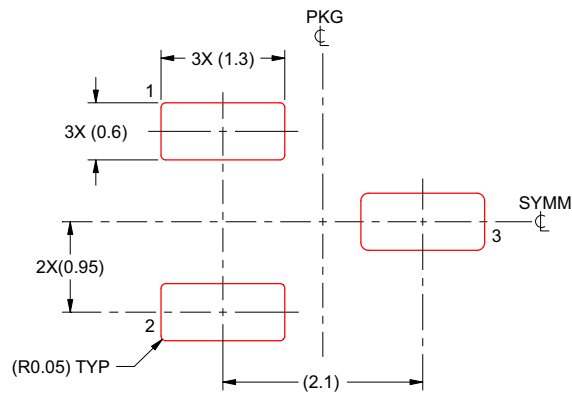 PKG
℄
3X (1.3)
1
3X (0.6)
SYMM
℄
3
2X(0.95)
2
(R0.05) TYP
(2.1)